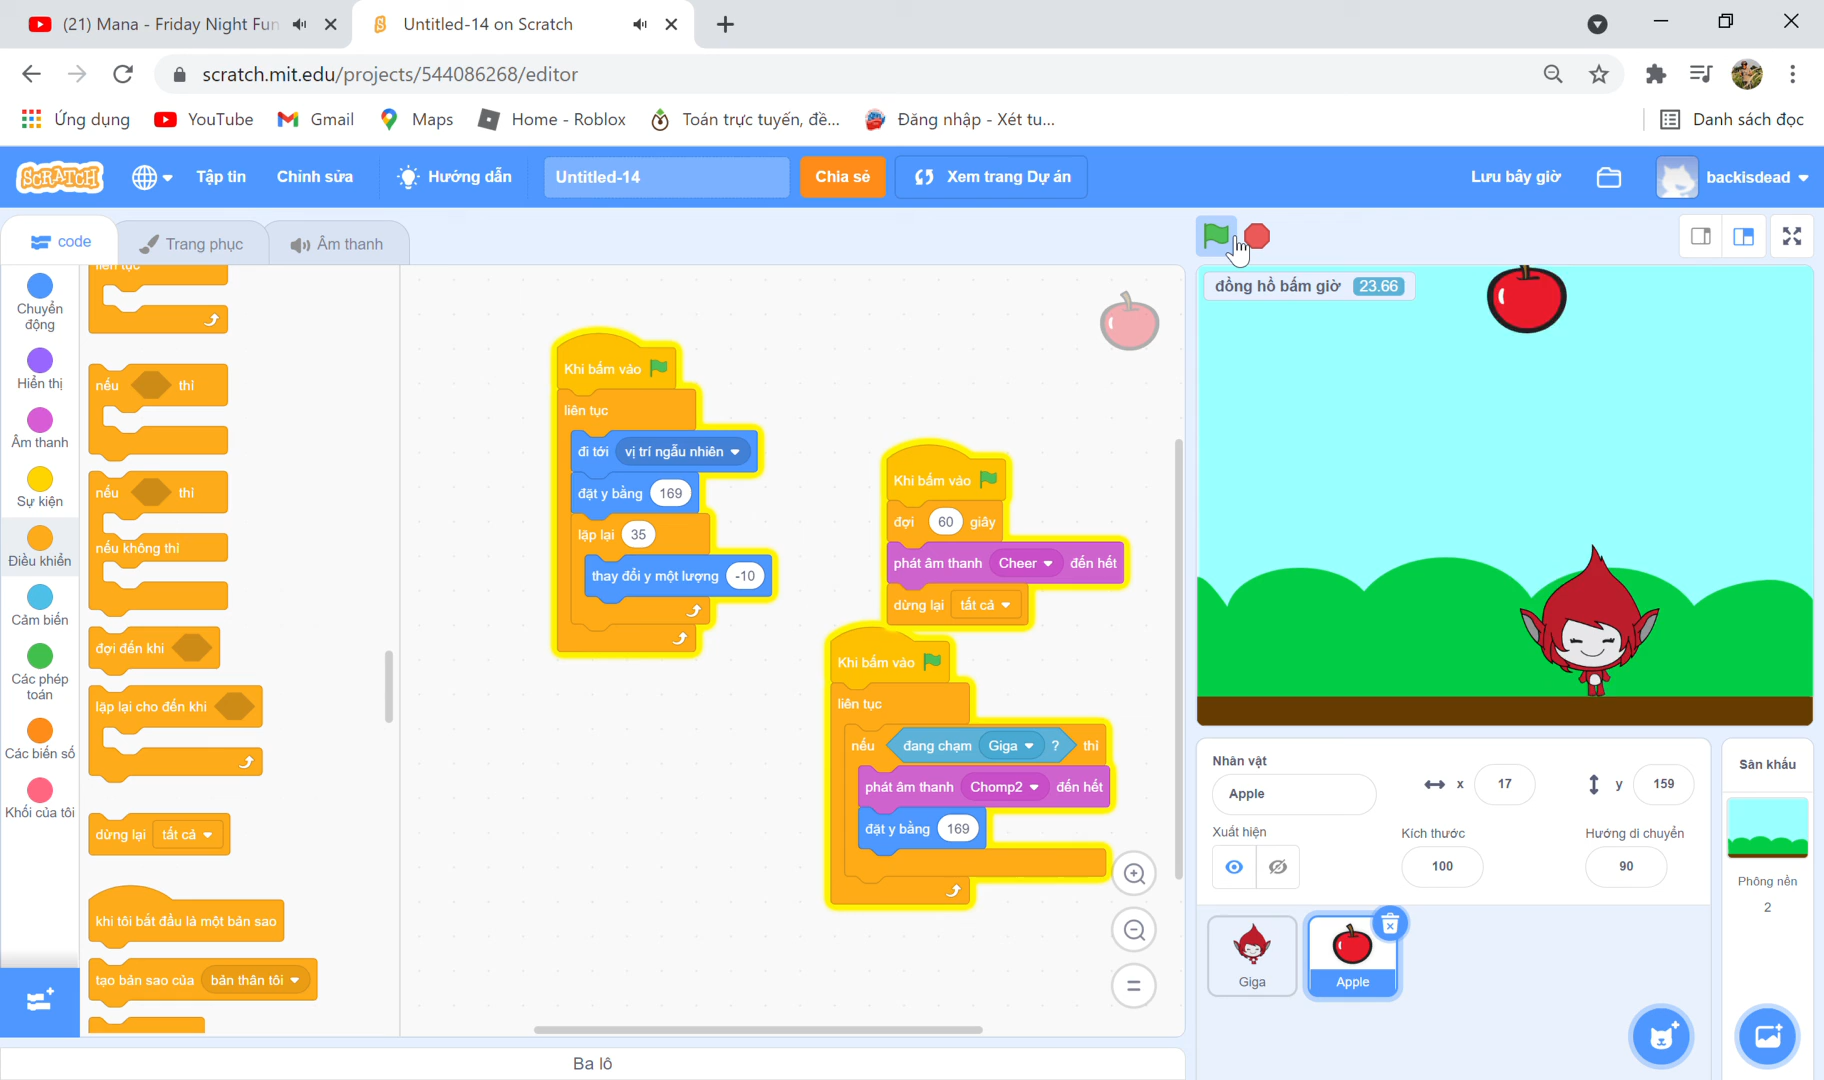 (21) Mana - Friday Night Fun
Untitled-14 on Scratch
scratch.mit.edu/projects/544086268/editor
Ứng dụng
YouTube
Gmail
Maps
Home - Roblox
Toán trực tuyến, đề...
Đăng nhập - Xét tu...
Danh sách đọc
SCRATCH
Tập tin
Chỉnh sửa
Hướng dẫn
Untitled-14
Chia sẻ
Xem trang Dự án
Lưu bây giờ
backisdead
code
Trang phục
Âm thanh
Chuyển động
Hiển thị
Âm thanh
Sự kiện
Điều khiển
Cảm biến
Các phép toán
Các biến số
Khối của tôi
liên tục
nếu thì
nếu thì
nếu không thì
đợi đến khi
lặp lại cho đến khi
dừng lại tất cả
khi tôi bắt đầu là một bản sao
tạo bản sao của bản thân tôi
Khi bấm vào
liên tục
đi tới vị trí ngẫu nhiên
đặt y bằng 169
lặp lại 35
thay đổi y một lượng -10
Khi bấm vào
đợi 60 giây
phát âm thanh Cheer đến hết
dừng lại tất cả
Khi bấm vào
liên tục
nếu đang chạm Giga ? thì
phát âm thanh Chomp2 đến hết
đặt y bằng 169
đồng hồ bấm giờ 23.66
Nhân vật
Apple
x 17
y 159
Xuất hiện
Kích thước
100
Hướng di chuyển
90
Giga
Apple
Sân khấu
Phông nền
2
Ba lô